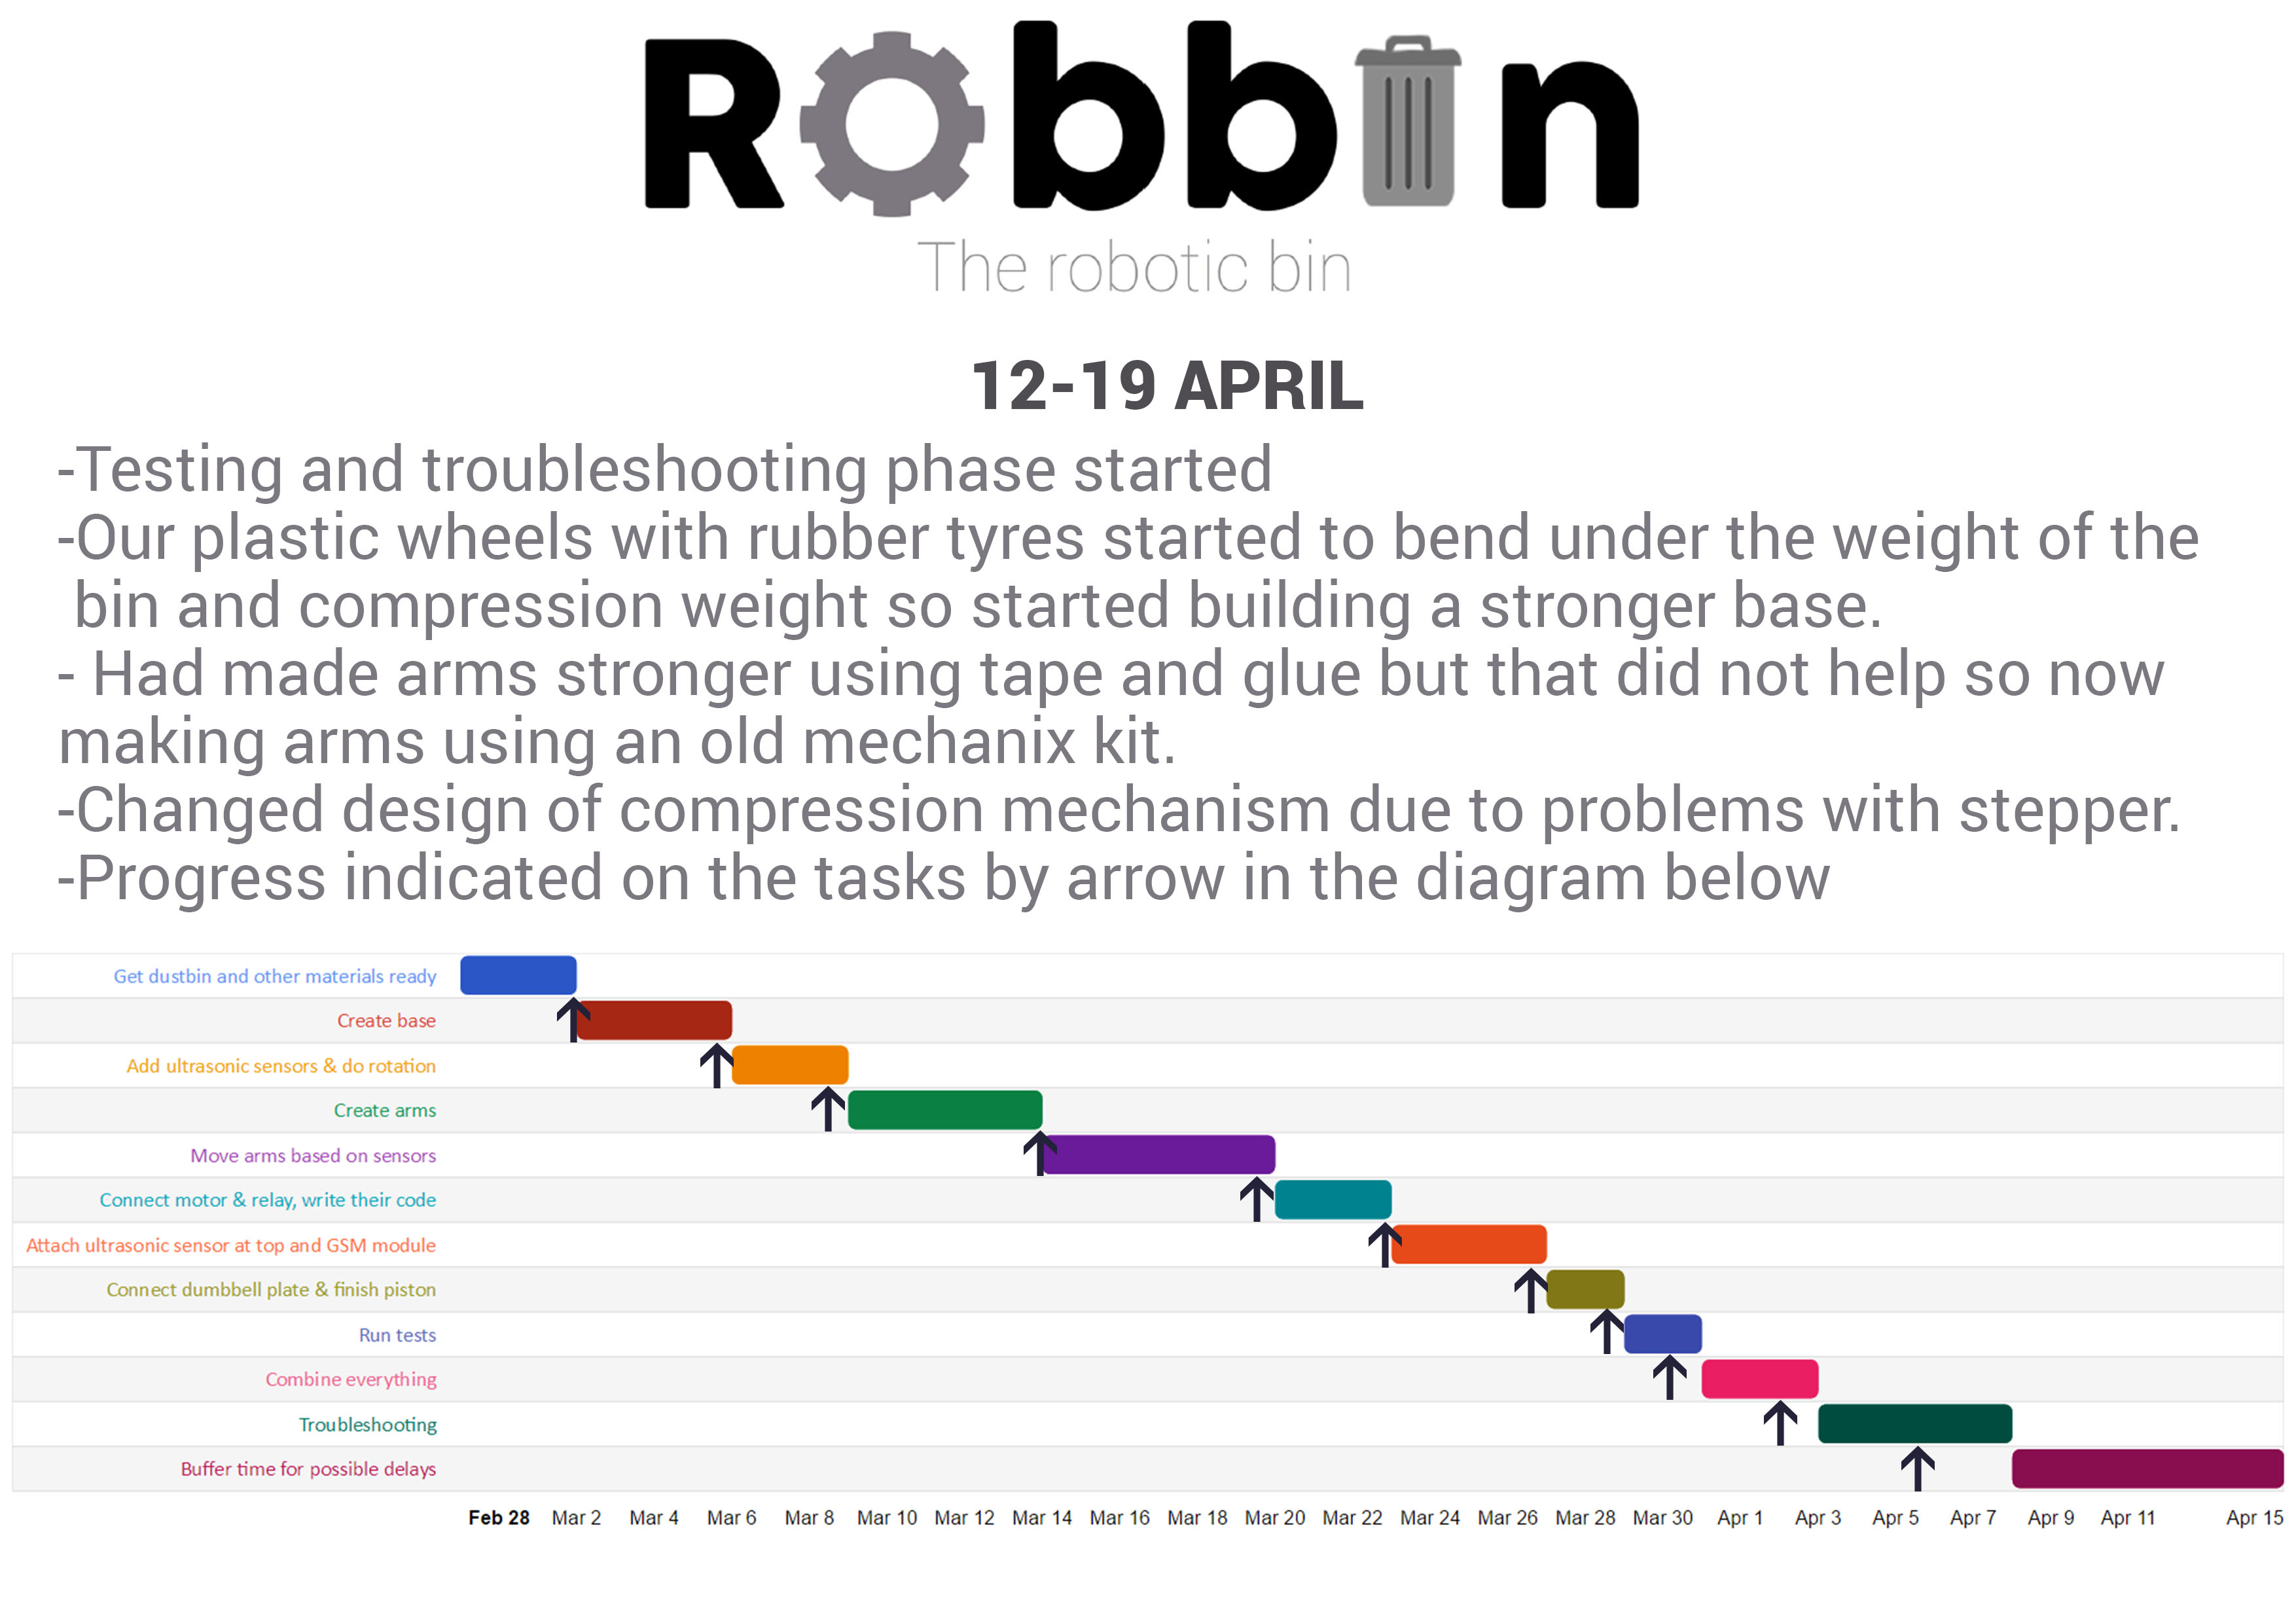 Robbin
The robotic bin
12-19 APRIL
-Testing and troubleshooting phase started
-Our plastic wheels with rubber tyres started to bend under the weight of the
bin and compression weight so started building a stronger base.
- Had made arms stronger using tape and glue but that did not help so now
making arms using an old mechanix kit.
-Changed design of compression mechanism due to problems with stepper.
-Progress indicated on the tasks by arrow in the diagram below
Get dustbin and other materials ready
Create base
Add ultrasonic sensors & do rotation
Create arms
Move arms based on sensors
Connect motor & relay, write their code
Attach ultrasonic sensor at top and GSM module
Connect dumbbell plate & finish piston
Run tests
Combine everything
Troubleshooting
Buffer time for possible delays
Feb 28 Mar 2 Mar 4 Mar 6 Mar 8 Mar 10 Mar 12 Mar 14 Mar 16 Mar 18 Mar 20 Mar 22 Mar 24 Mar 26 Mar 28 Mar 30 Apr 1 Apr 3 Apr 5 Apr 7 Apr 9 Apr 11 Apr 15